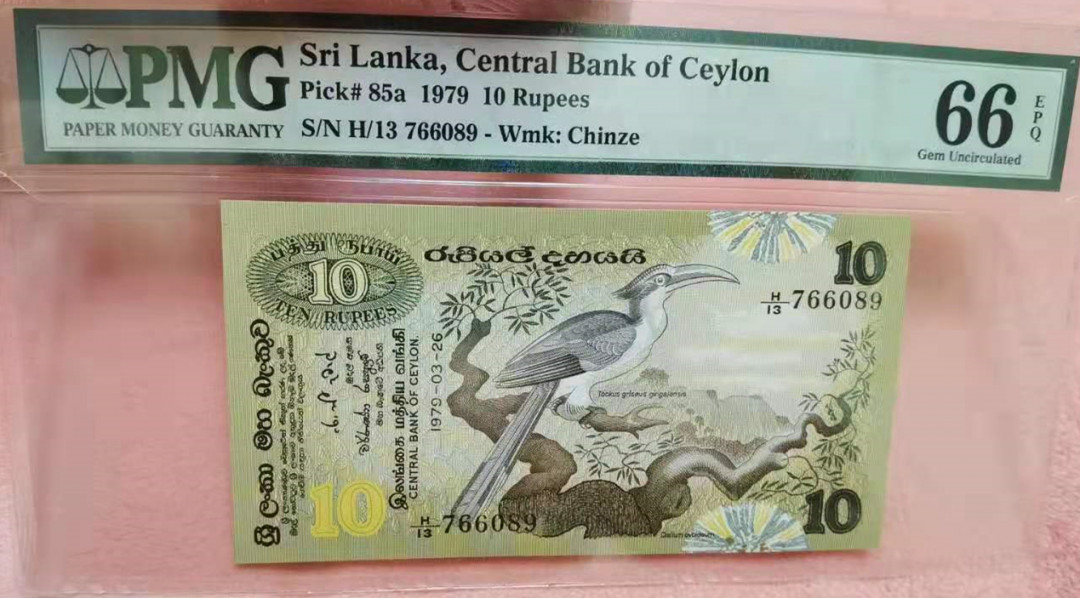 PMG
PAPER MONEY GUARANTY
Sri Lanka, Central Bank of Ceylon
Pick# 85a 1979 10 Rupees
S/N H/13 766089 - Wmk: Chinze
66
EPQ
Gem Uncirculated
பத்து ரூபாய்
10
TEN RUPEES
රුපියල් දහයයි
10
H/13 766089
ශ්‍රී ලංකා මහ බැංකුව
இலங்கை மத்திய வங்கி
CENTRAL BANK OF CEYLON.
1979-03-26
Tockus griseus gingalensis
10
H/13 766089
10